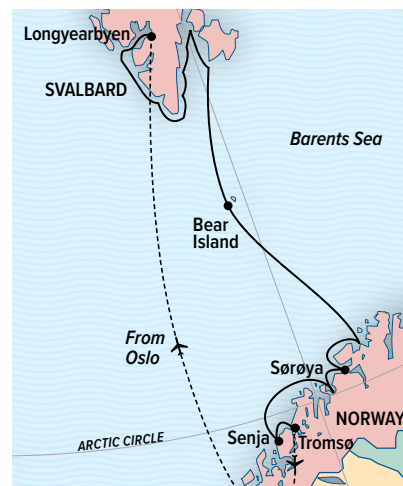 Longyearbyen
SVALBARD
Barents Sea
Bear
Island
From
Oslo
Sørøya
NORWAY
ARCTIC CIRCLE
Senja
Tromsø